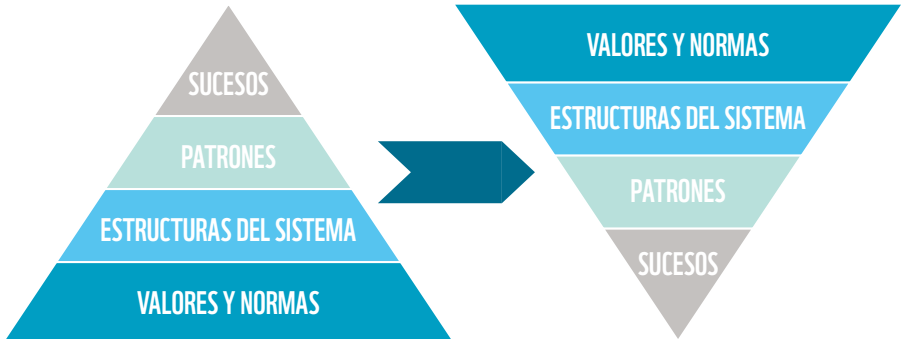 SUCESOS
PATRONES
ESTRUCTURAS DEL SISTEMA
VALORES Y NORMAS
VALORES Y NORMAS
ESTRUCTURAS DEL SISTEMA
PATRONES
SUCESOS